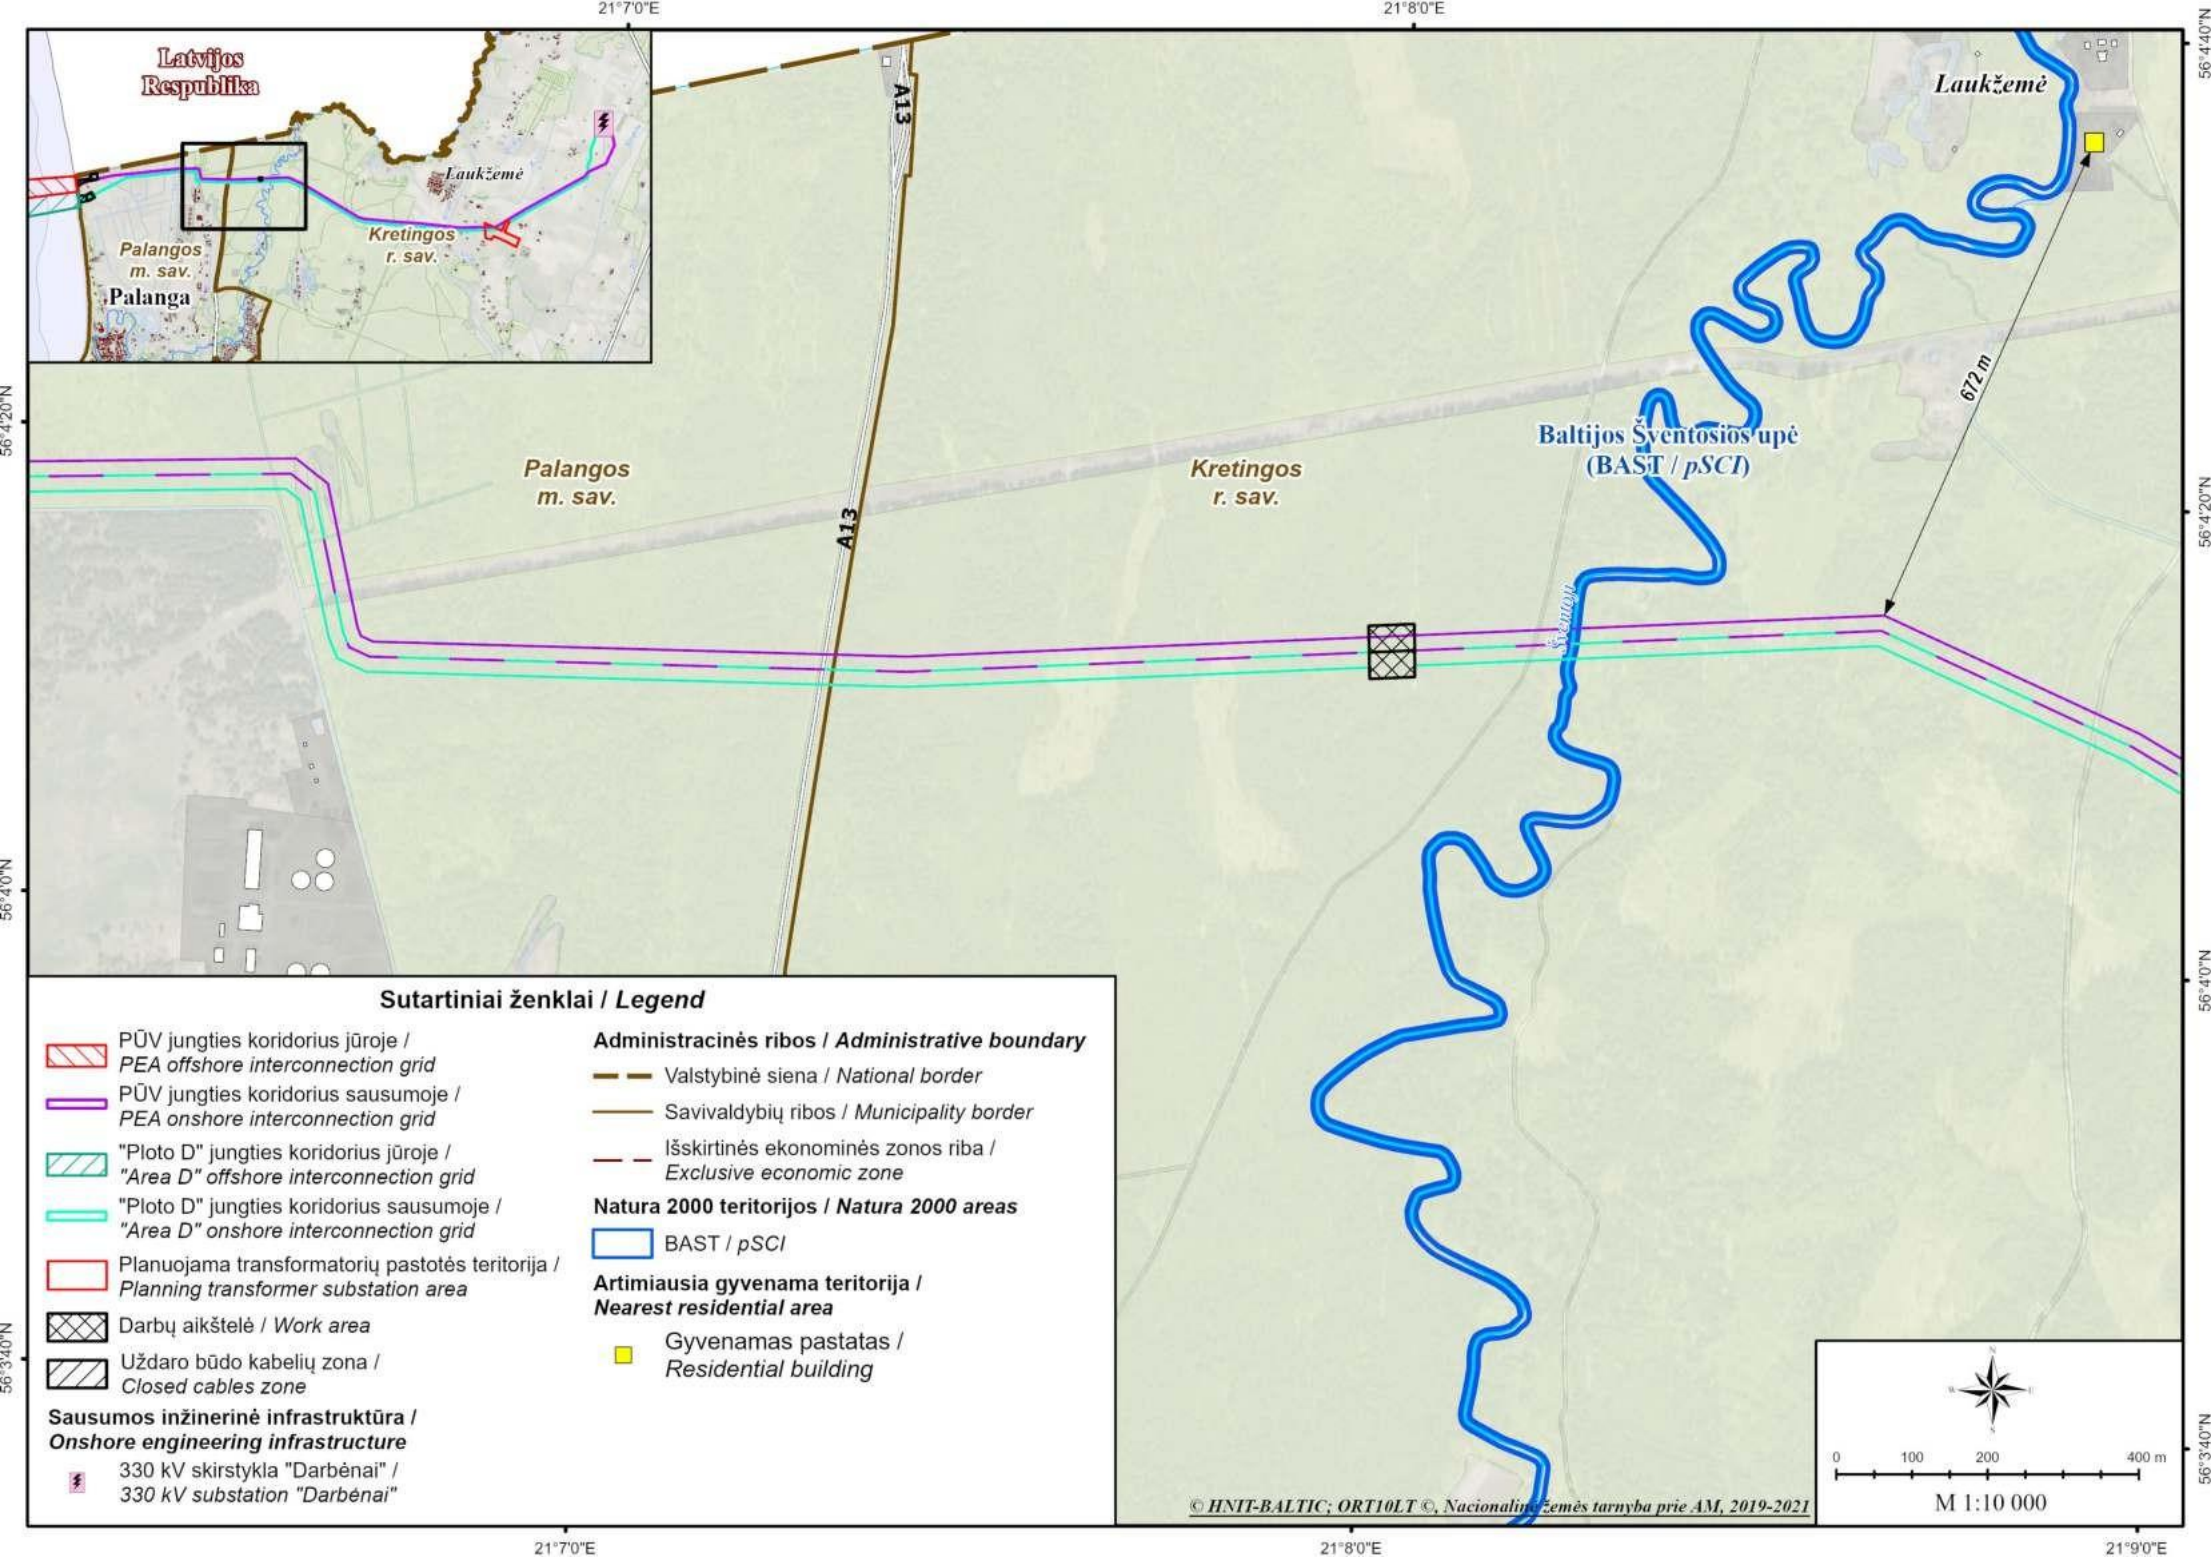 21°7'0"E
21°8'0"E
56°4'40"N
Latvijos
Respublika
Laukžemė
Palangos
m. sav.
Kretingos
r. sav.
Palanga
A13
Laukžemė
672 m
56°4'20"N
56°4'20"N
Baltijos Šventosios upė
(BAST / pSCI)
Palangos
m. sav.
Kretingos
r. sav.
A13
Šventoji
56°4'0"N
56°4'0"N
Sutartiniai ženklai / Legend
PŪV jungties koridorius jūroje /
PEA offshore interconnection grid
PŪV jungties koridorius sausumoje /
PEA onshore interconnection grid
"Ploto D" jungties koridorius jūroje /
"Area D" offshore interconnection grid
"Ploto D" jungties koridorius sausumoje /
"Area D" onshore interconnection grid
Planuojama transformatorių pastotės teritorija /
Planning transformer substation area
Darbų aikštelė / Work area
Uždaro būdo kabelių zona /
Closed cables zone
Sausumos inžinerinė infrastruktūra /
Onshore engineering infrastructure
330 kV skirstykla "Darbėnai" /
330 kV substation "Darbėnai"
Administracinės ribos / Administrative boundary
Valstybinė siena / National border
Savivaldybių ribos / Municipality border
Išskirtinės ekonominės zonos riba /
Exclusive economic zone
Natura 2000 teritorijos / Natura 2000 areas
BAST / pSCI
Artimiausia gyvenama teritorija /
Nearest residential area
Gyvenamas pastatas /
Residential building
56°3'40"N
56°3'40"N
N
W
S
0 100 200 400 m
M 1:10 000
© HNIT-BALTIC; ORT10LT ©, Nacionalinė žemės tarnyba prie AM, 2019-2021
21°7'0"E
21°8'0"E
21°9'0"E